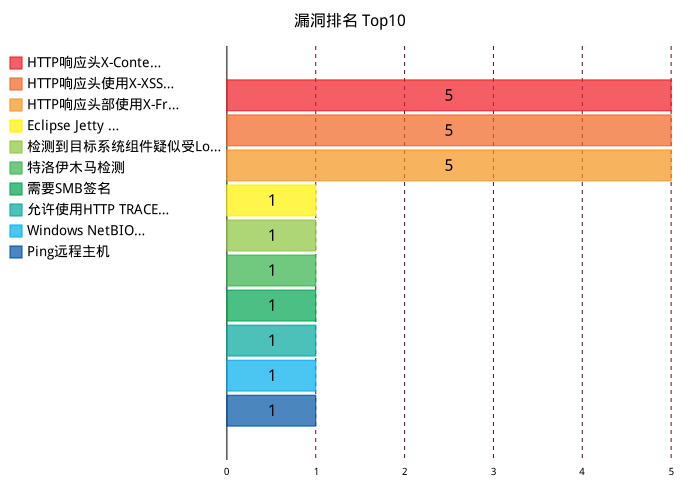 漏洞排名 Top10
HTTP响应头X-Conte...
HTTP响应头使用X-XSS...
HTTP响应头部使用X-Fr...
Eclipse Jetty ...
检测到目标系统组件疑似受Lo...
特洛伊木马检测
需要SMB签名
允许使用HTTP TRACE...
Windows NetBIO...
Ping远程主机
5
5
5
1
1
1
1
1
1
1
0 1 2 3 4 5